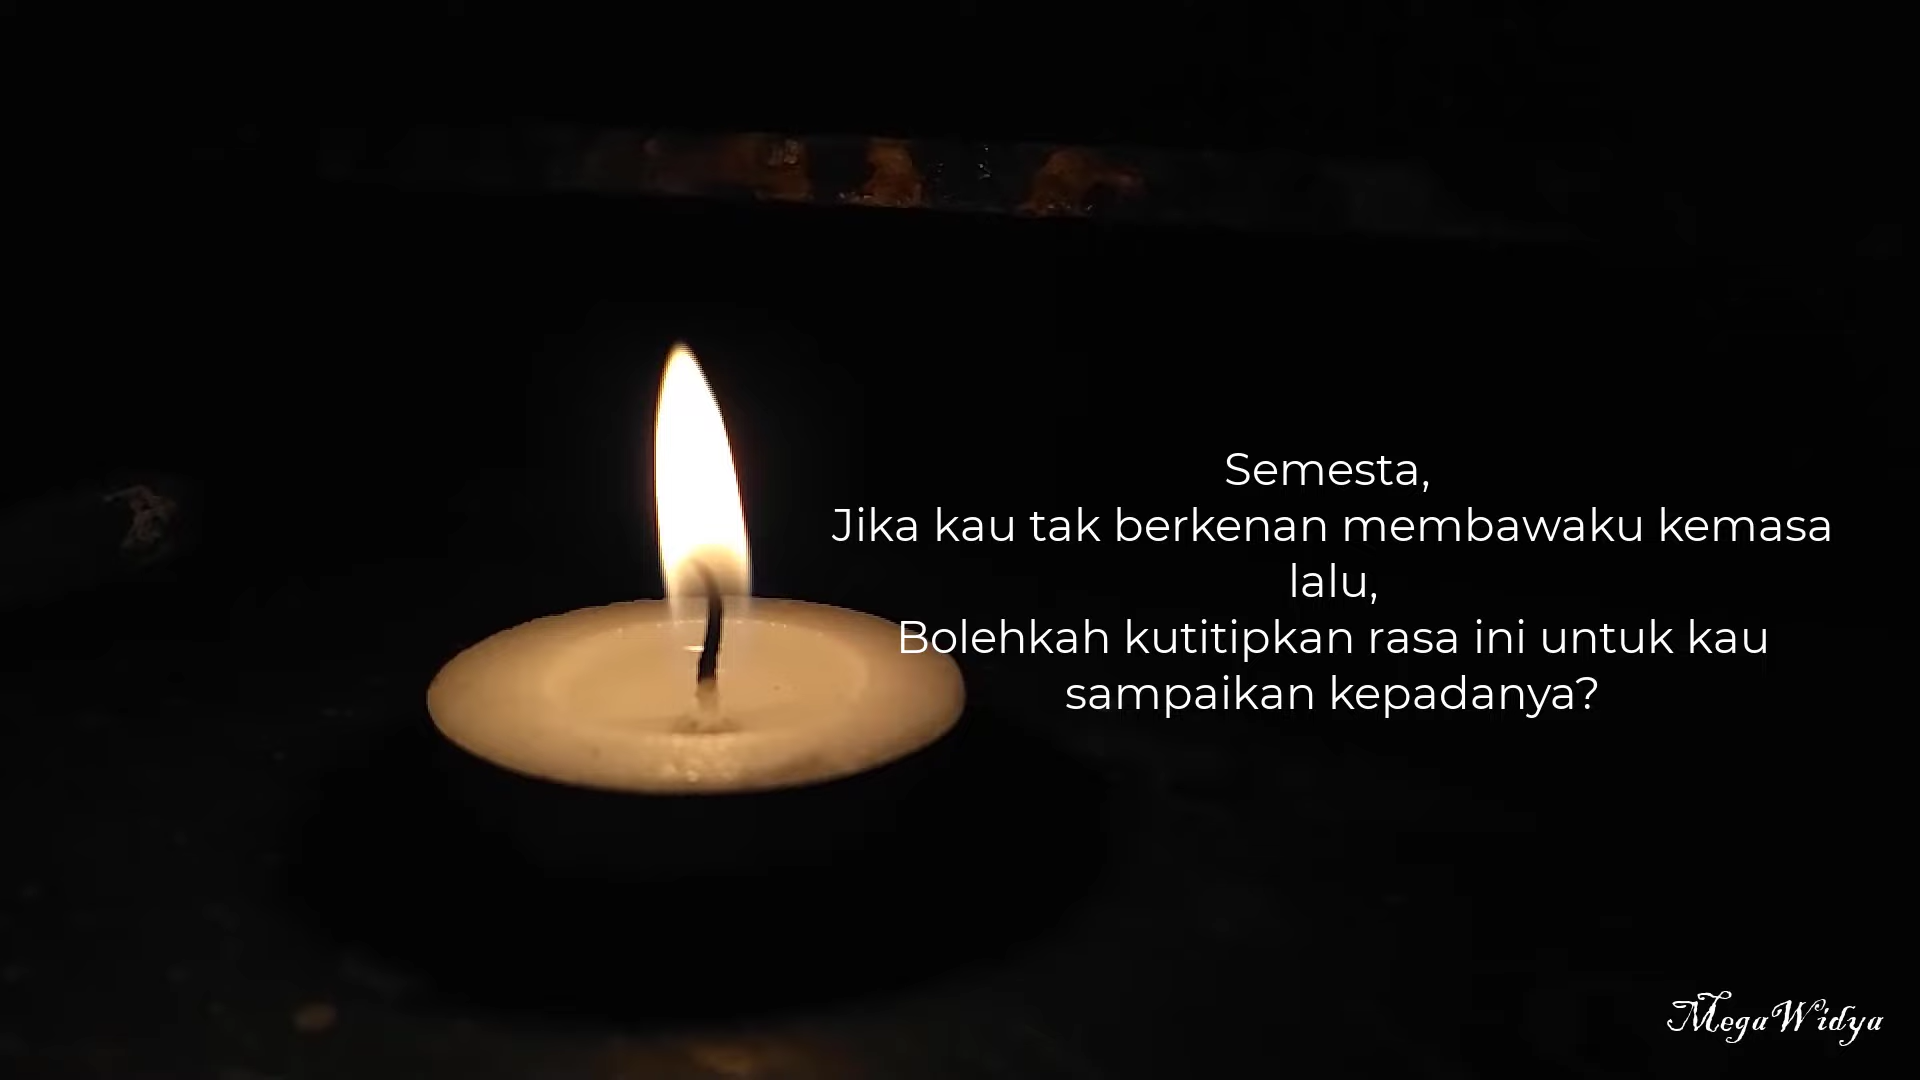 Semesta,
Jika kau tak berkenan membawaku kemasa
lalu,
Bolehkah kutitipkan rasa ini untuk kau
sampaikan kepadanya?
MegaWidya